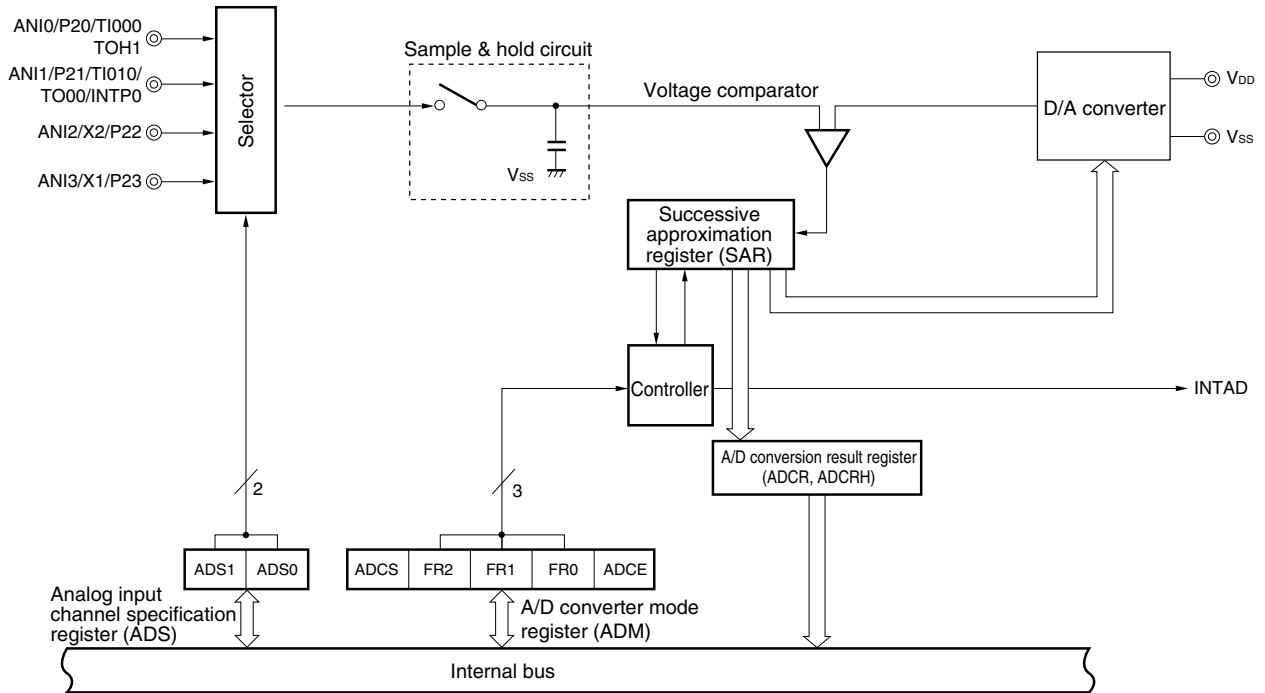 ANI0/P20/TI000
TOH1
ANI1/P21/TI010/
TO00/INTP0
ANI2/X2/P22
ANI3/X1/P23
Selector
Sample & hold circuit
VSS
Voltage comparator
D/A converter
VDD
VSS
Successive
approximation
register (SAR)
Controller
INTAD
A/D conversion result register
(ADCR, ADCRH)
2
3
ADS1 ADS0
ADCS FR2 FR1 FR0 ADCE
Analog input
channel specification
register (ADS)
A/D converter mode
register (ADM)
Internal bus